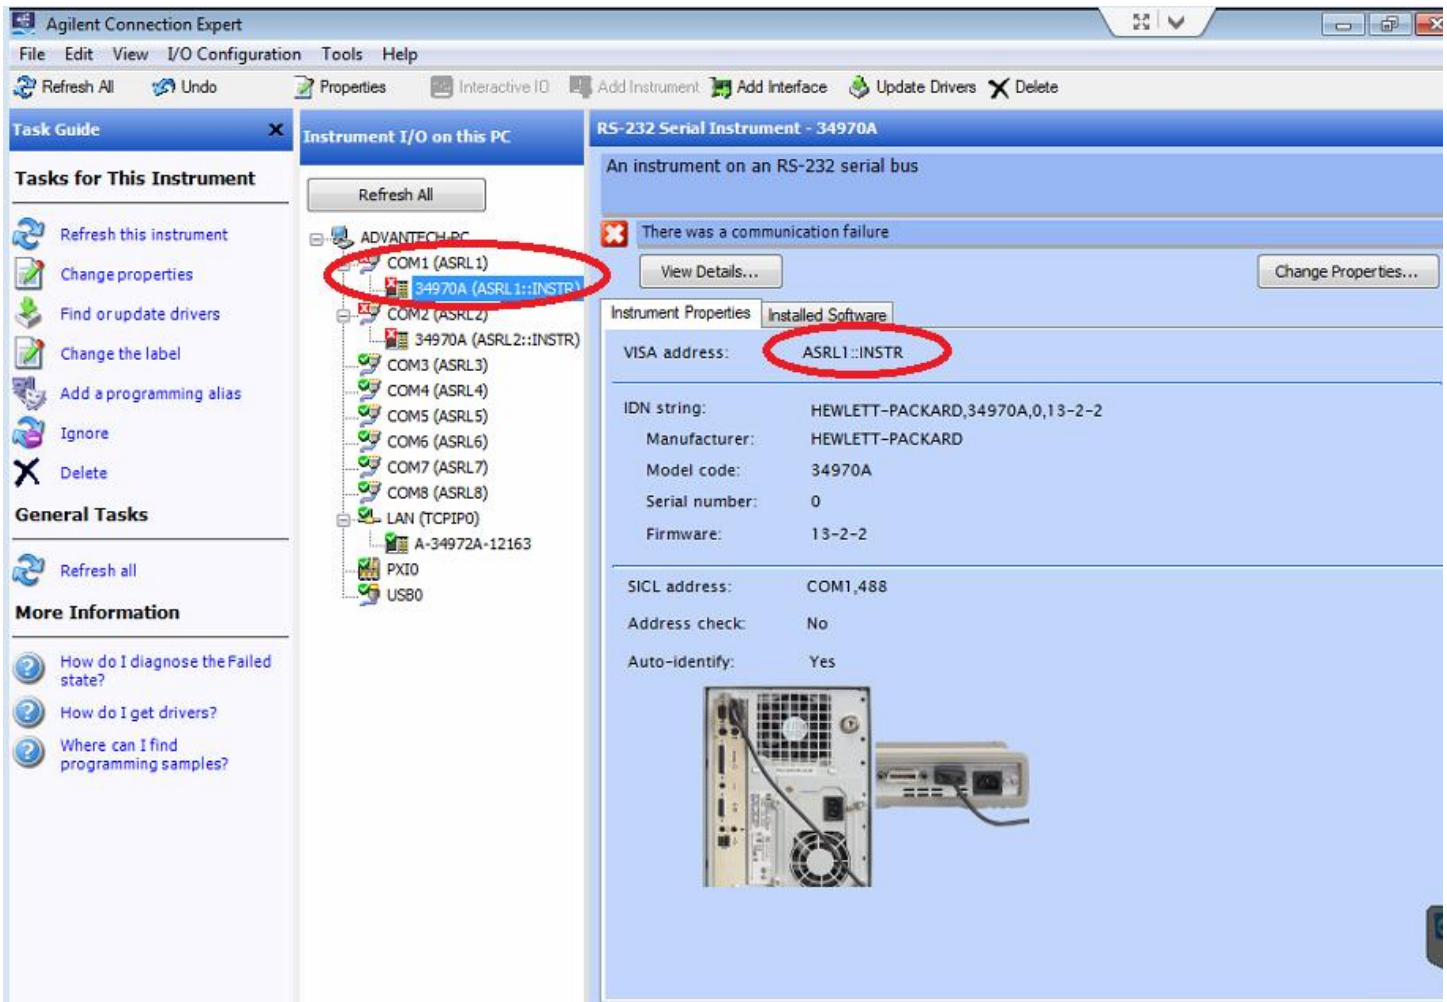 Agilent Connection Expert
File Edit View I/O Configuration Tools Help
Refresh All Undo Properties Interactive IO Add Instrument Add Interface Update Drivers Delete
Task Guide
Tasks for This Instrument
Refresh this instrument
Change properties
Find or update drivers
Change the label
Add a programming alias
Ignore
Delete
General Tasks
Refresh all
More Information
How do I diagnose the Failed
state?
How do I get drivers?
Where can I find
programming samples?
Instrument I/O on this PC
Refresh All
ADVANTECH-PC
COM1 (ASRL1)
34970A (ASRL1::INSTR)
COM2 (ASRL2)
34970A (ASRL2::INSTR)
COM3 (ASRL3)
COM4 (ASRL4)
COM5 (ASRL5)
COM6 (ASRL6)
COM7 (ASRL7)
COM8 (ASRL8)
LAN (TCPIP0)
A-34972A-12163
PXI0
USB0
RS-232 Serial Instrument - 34970A
An instrument on an RS-232 serial bus
There was a communication failure
View Details... Change Properties...
Instrument Properties Installed Software
VISA address: ASRL1::INSTR
IDN string: HEWLETT-PACKARD,34970A,0,13-2-2
Manufacturer: HEWLETT-PACKARD
Model code: 34970A
Serial number: 0
Firmware: 13-2-2
SICL address: COM1,488
Address check: No
Auto-identify: Yes